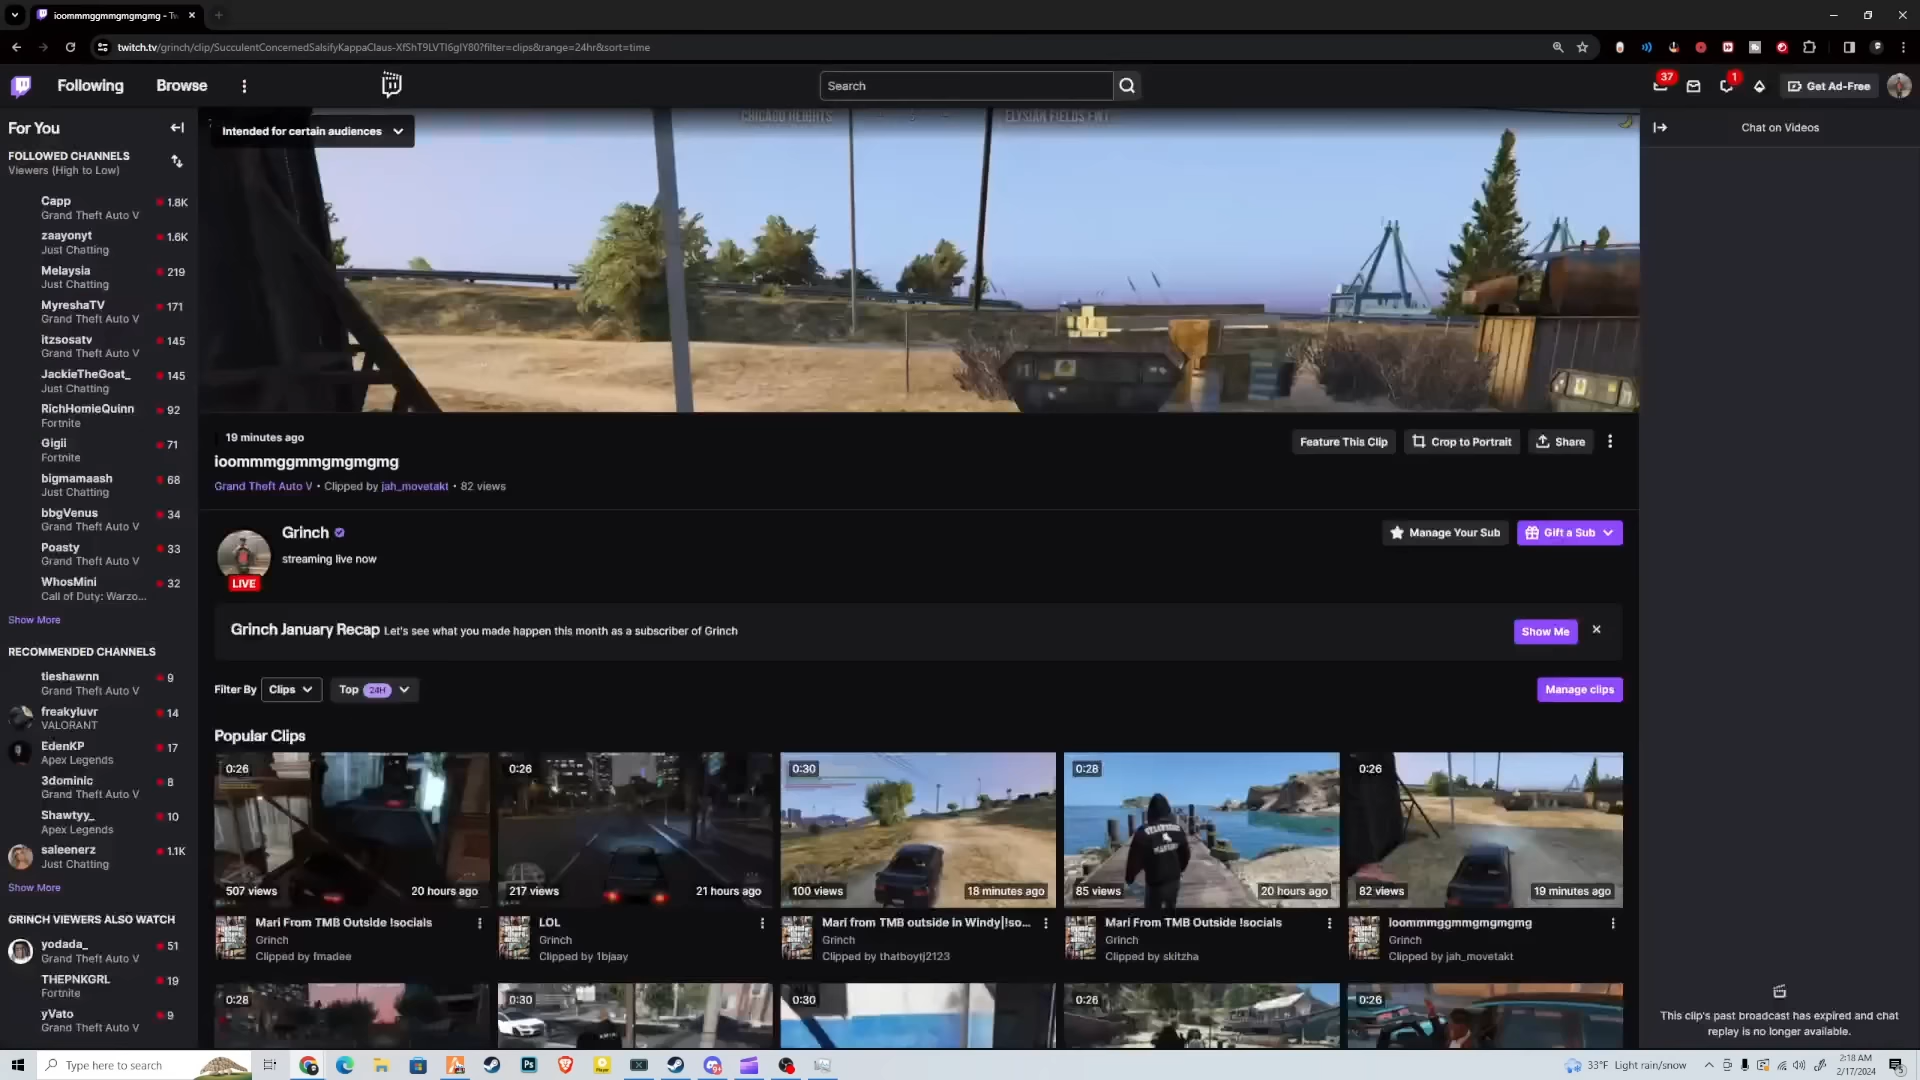 ioommmggmmgmgmgmg - Tw
twitch.tv/grinch/clip/SucculentConcernedSalsifyKappaClaus-XfShT9LVTI6gIY80?filter=clips&range=24hr&sort=time
Following
Browse
Search
37
1
Get Ad-Free
For You
FOLLOWED CHANNELS
Viewers (High to Low)
Capp
1.8K
Grand Theft Auto V
zaayonyt
1.6K
Just Chatting
Melaysia
219
Just Chatting
MyreshaTV
171
Grand Theft Auto V
itzsosatv
145
Grand Theft Auto V
JackieTheGoat_
145
Just Chatting
RichHomieQuinn
92
Fortnite
Gigii
71
Fortnite
bigmamaash
68
Just Chatting
bbgVenus
34
Grand Theft Auto V
Poasty
33
Grand Theft Auto V
WhosMini
32
Call of Duty: Warzo...
Show More
RECOMMENDED CHANNELS
tieshawnn
9
Grand Theft Auto V
freakyluvr
14
VALORANT
EdenKP
17
Apex Legends
3dominic
8
Grand Theft Auto V
Shawtyy_
10
Apex Legends
saleenerz
1.1K
Just Chatting
Show More
GRINCH VIEWERS ALSO WATCH
yodada_
51
Grand Theft Auto V
THEPNKGRL
19
Fortnite
yVato
9
Grand Theft Auto V
Intended for certain audiences
CHICAGO HEIGHTS
ELYSIAN FIELDS FWY
19 minutes ago
ioommmggmmgmgmgmg
Grand Theft Auto V • Clipped by jah_movetakt • 82 views
Feature This Clip
Crop to Portrait
Share
Grinch
streaming live now
LIVE
Manage Your Sub
Gift a Sub
Grinch January Recap Let's see what you made happen this month as a subscriber of Grinch
Show Me
Filter By
Clips
Top 24H
Manage clips
Popular Clips
0:26
507 views
20 hours ago
Mari From TMB Outside !socials
Grinch
Clipped by fmadee
0:26
217 views
21 hours ago
LOL
Grinch
Clipped by 1bjaay
0:30
100 views
18 minutes ago
Mari from TMB outside in Windy|!so...
Grinch
Clipped by thatboytj2123
0:28
85 views
20 hours ago
Mari From TMB Outside !socials
Grinch
Clipped by skitzha
0:26
82 views
19 minutes ago
ioommmggmmgmgmgmg
Grinch
Clipped by jah_movetakt
0:28
0:30
0:30
0:26
0:26
Chat on Videos
This clip's past broadcast has expired and chat
replay is no longer available.
Type here to search
33°F Light rain/snow
2:18 AM
2/17/2024